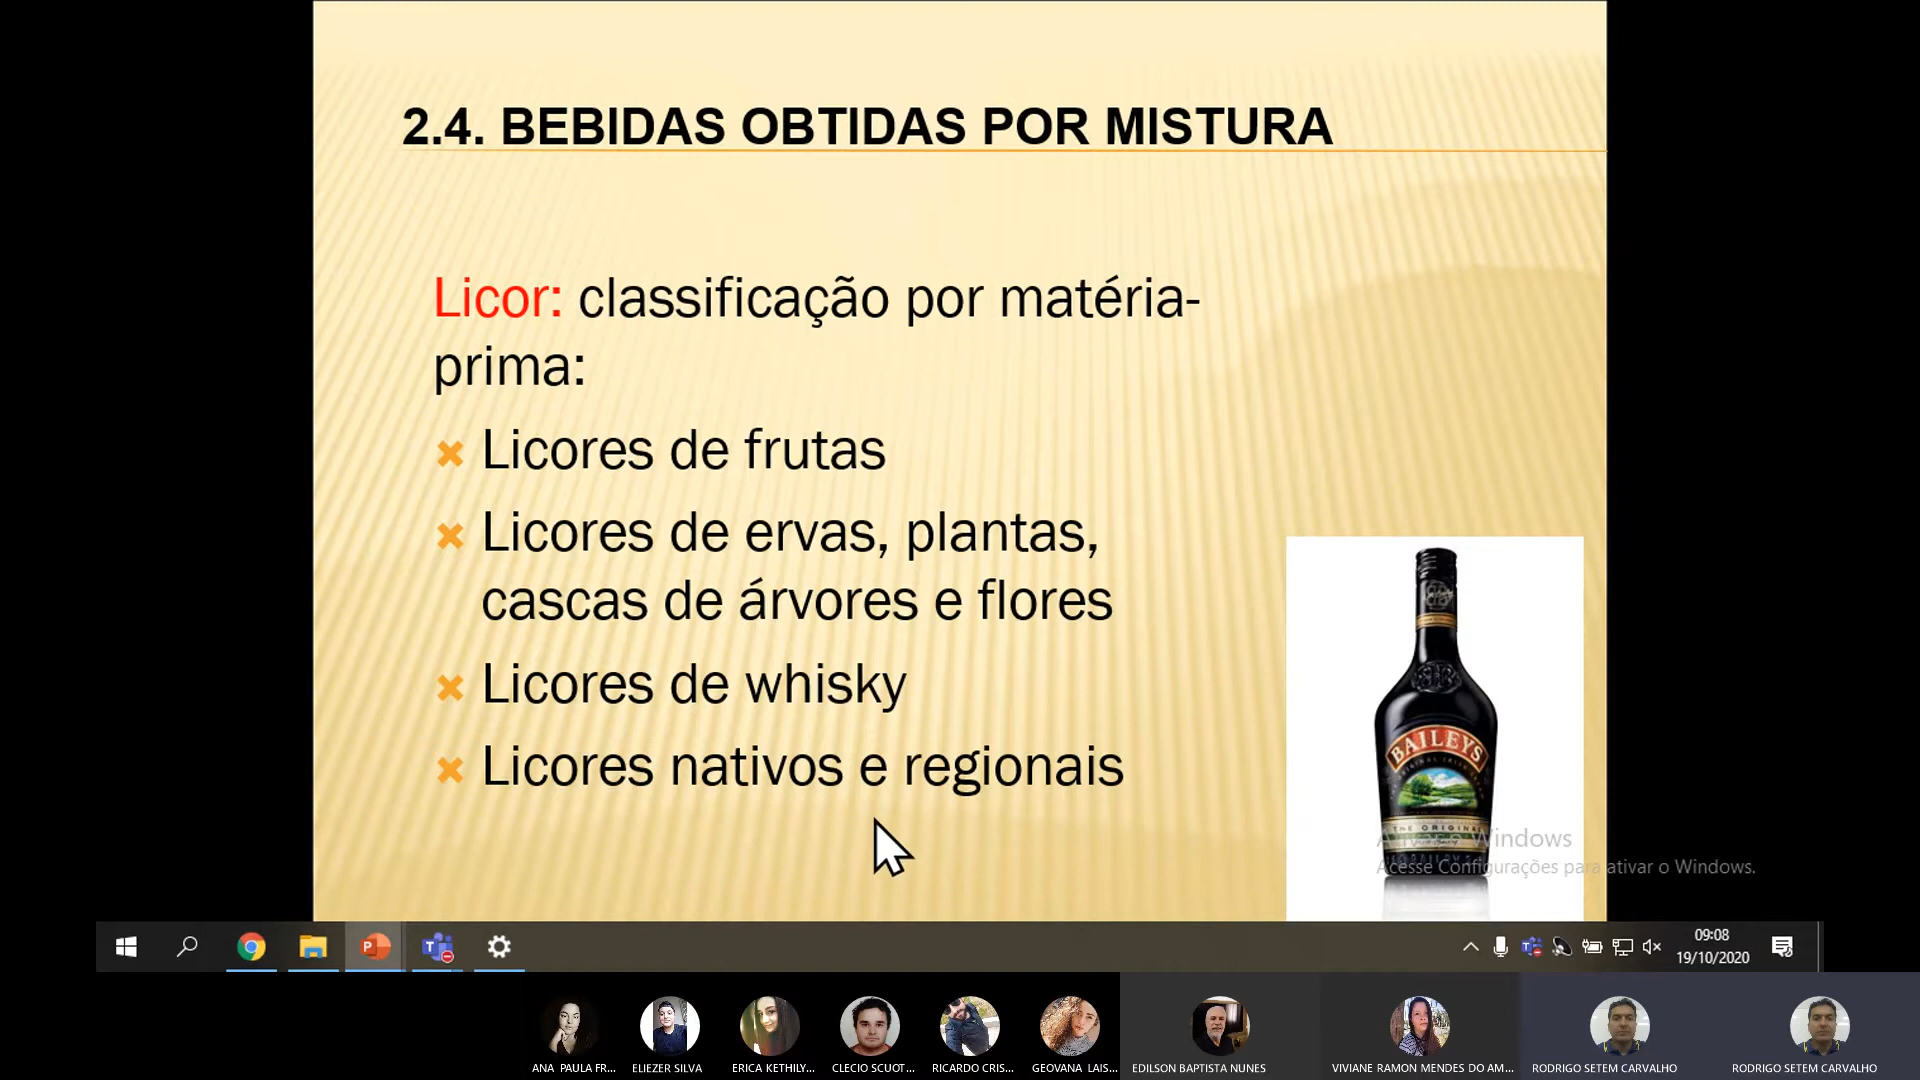 2.4. BEBIDAS OBTIDAS POR MISTURA
Licor: classificação por matéria-
prima:
Licores de frutas
Licores de ervas, plantas,
cascas de árvores e flores
Licores de whisky
Licores nativos e regionais
BAILEYS
THE ORIGINAL
Ativar o Windows
Acesse Configurações para ativar o Windows.
09:08
19/10/2020
ANA PAULA FR...
ELIEZER SILVA
ERICA KETHILY...
CLECIO SCUOT...
RICARDO CRIS...
GEOVANA LAIS...
EDILSON BAPTISTA NUNES
VIVIANE RAMON MENDES DO AM...
RODRIGO SETEM CARVALHO
RODRIGO SETEM CARVALHO